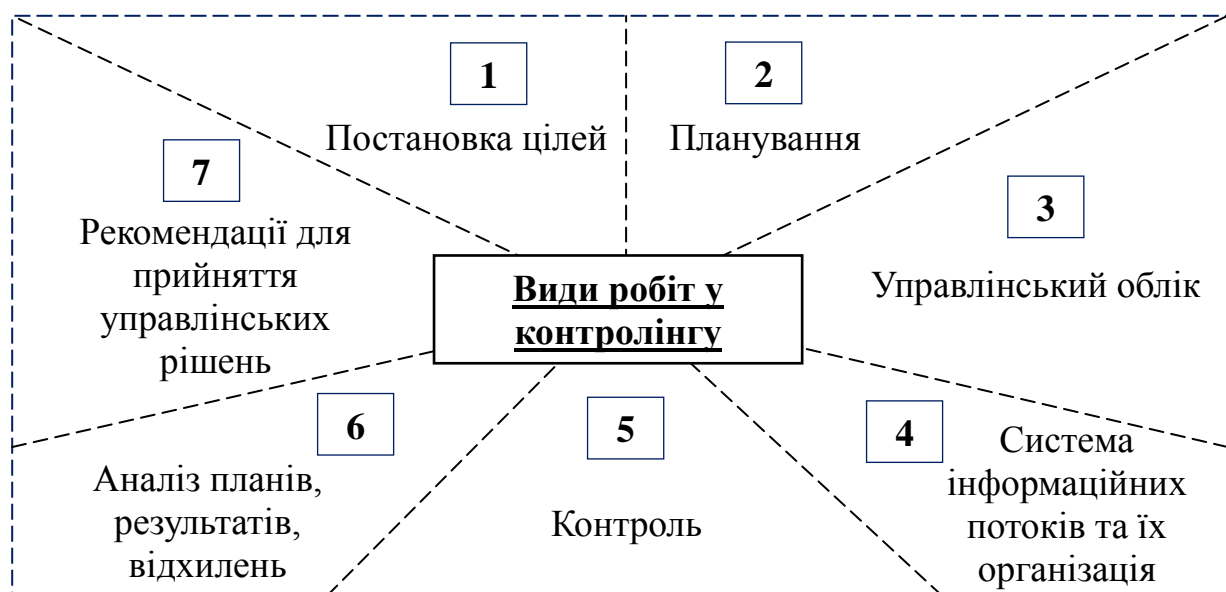 1
Постановка цілей
2
Планування
3
Управлінський облік
4
Система
інформаційних
потоків та їх
організація
5
Контроль
6
Аналіз планів,
результатів,
відхилень
7
Рекомендації для
прийняття
управлінських
рішень
Види робіт у
контролінгу